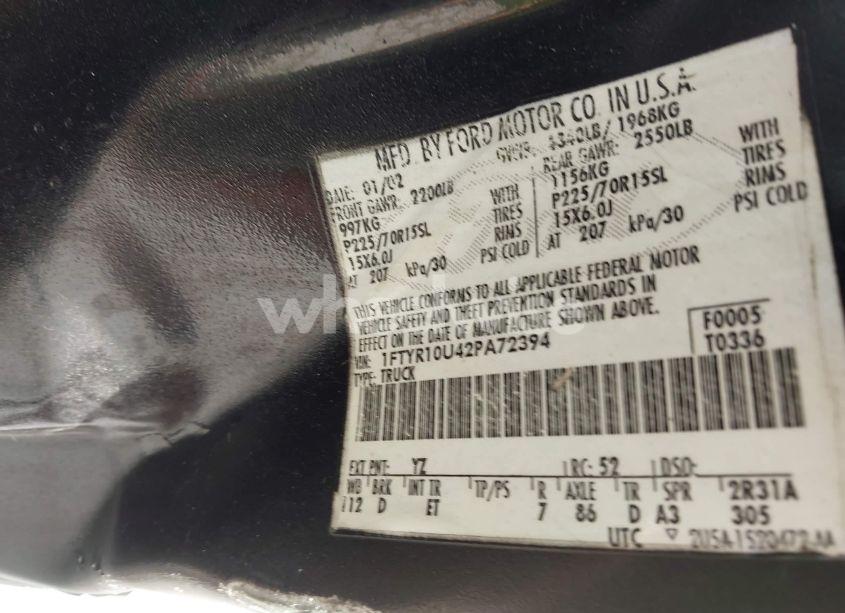 MFD. BY FORD MOTOR CO. IN U.S.A.
DATE: 01/02 GVWR: 4340LB/ 1968KG
FRONT GAWR: 2200LB REAR GAWR: 2550LB
997KG WITH 1156KG WITH
P225/70R15SL TIRES P225/70R15SL TIRES
15X6.0J RIMS 15X6.0J RIMS
AT 207 kPa/30 PSI COLD AT 207 kPa/30 PSI COLD
THIS VEHICLE CONFORMS TO ALL APPLICABLE FEDERAL MOTOR
VEHICLE SAFETY AND THEFT PREVENTION STANDARDS IN
EFFECT ON THE DATE OF MANUFACTURE SHOWN ABOVE.
VIN: 1FTYR10U42PA72394
TYPE: TRUCK
F0005
T0336
EXT PNT: YZ RC: 52 DSO:
WB BRK INT TR TP/PS R AXLE TR SPR 2R31A
112 D ET 7 86 D A3 305
UTC ▽ 2U5A-1520472-AA